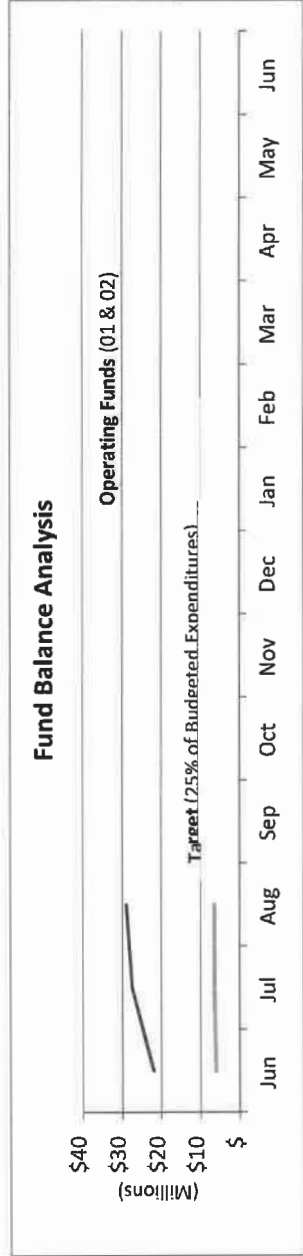 Fund Balance Analysis
$40
$30
$20
$10
$
(Millions)
Operating Funds (01 & 02)
Target (25% of Budgeted Expenditures)
Jun Jul Aug Sep Oct Nov Dec Jan Feb Mar Apr May Jun